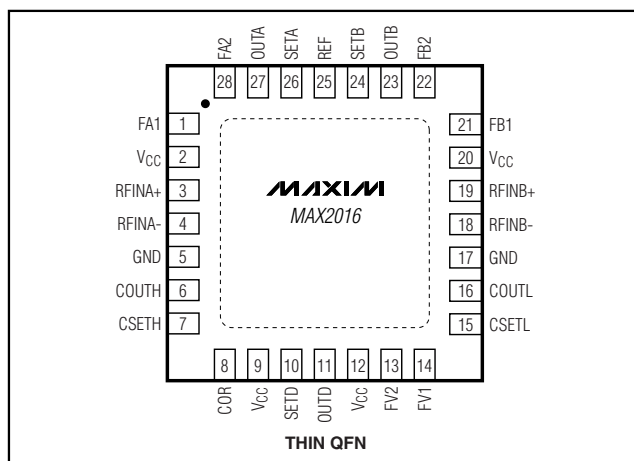 FA2 OUTA SETA REF SETB OUTB FB2
28 27 26 25 24 23 22
FA1 1 21 FB1
VCC 2 20 VCC
RFINA+ 3 19 RFINB+
RFINA- 4 18 RFINB-
GND 5 17 GND
COUTH 6 16 COUTL
CSETH 7 15 CSETL
MAXIM
MAX2016
8 9 10 11 12 13 14
COR VCC SETD OUTD VCC FV2 FV1
THIN QFN